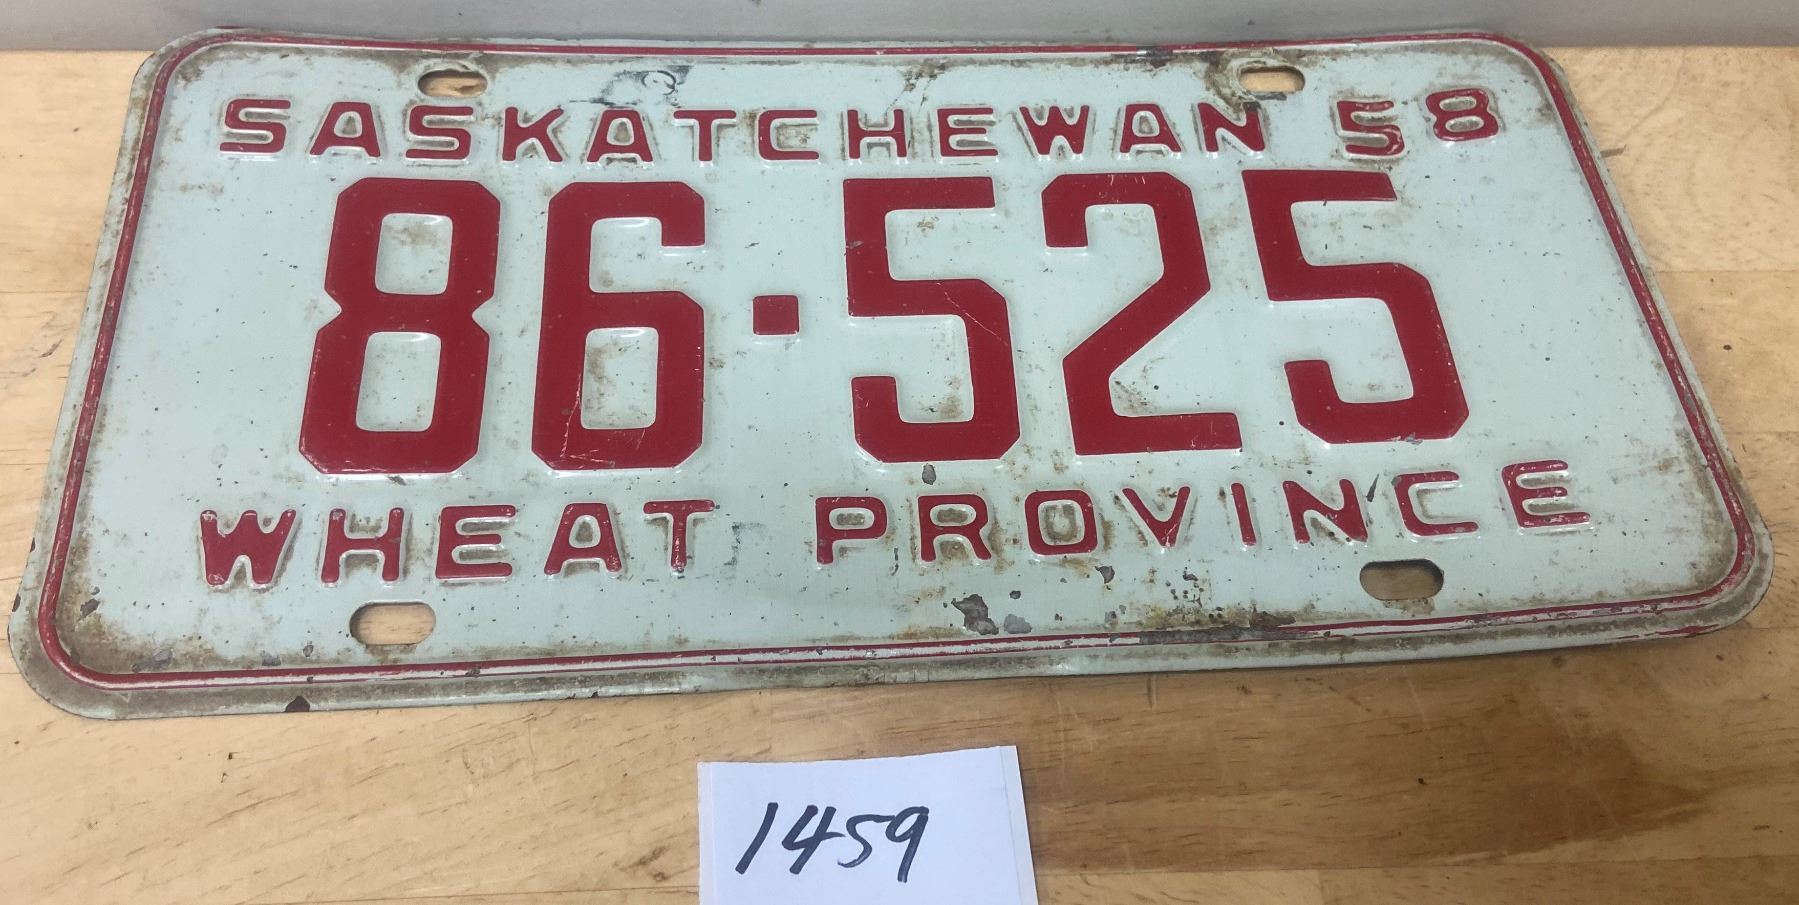 SASKATCHEWAN 58
86·525
WHEAT PROVINCE
1459